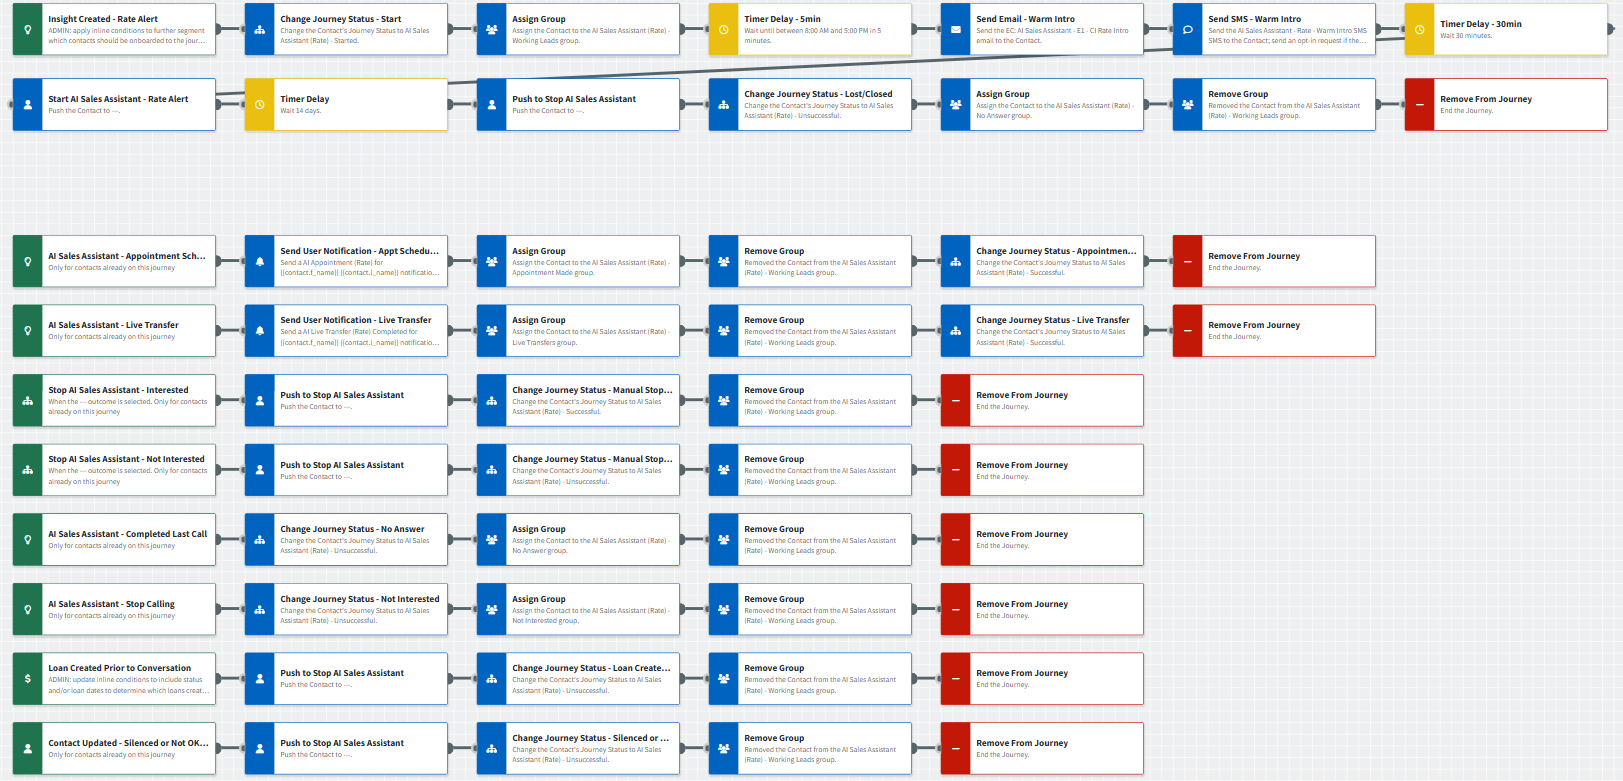 Insight Created - Rate Alert
ADMIN: apply inline conditions to further segment
which contacts should be onboarded to the jour...
Change Journey Status - Start
Change the Contact's Journey Status to AI Sales
Assistant (Rate) - Started.
Assign Group
Assign the Contact to the AI Sales Assistant (Rate) -
Working Leads group.
Timer Delay - 5min
Wait until between 8:00 AM and 5:00 PM in 5
minutes.
Send Email - Warm Intro
Send the EC: AI Sales Assistant - E1 - CI Rate Intro
email to the Contact.
Send SMS - Warm Intro
Send the AI Sales Assistant - Rate - Warm Intro SMS
SMS to the Contact; send an opt-in request if the...
Timer Delay - 30min
Wait 30 minutes.
Start AI Sales Assistant - Rate Alert
Push the Contact to ---.
Timer Delay
Wait 14 days.
Push to Stop AI Sales Assistant
Push the Contact to ---.
Change Journey Status - Lost/Closed
Change the Contact's Journey Status to AI Sales
Assistant (Rate) - Unsuccessful.
Assign Group
Assign the Contact to the AI Sales Assistant (Rate) -
No Answer group.
Remove Group
Removed the Contact from the AI Sales Assistant
(Rate) - Working Leads group.
Remove From Journey
End the Journey.
AI Sales Assistant - Appointment Sch...
Only for contacts already on this journey
Send User Notification - Appt Schedu...
Send a AI Appointment (Rate) for
{{contact.f_name}} {{contact.l_name}} notificatio...
Assign Group
Assign the Contact to the AI Sales Assistant (Rate) -
Appointment Made group.
Remove Group
Removed the Contact from the AI Sales Assistant
(Rate) - Working Leads group.
Change Journey Status - Appointmen...
Change the Contact's Journey Status to AI Sales
Assistant (Rate) - Successful.
Remove From Journey
End the Journey.
AI Sales Assistant - Live Transfer
Only for contacts already on this journey
Send User Notification - Live Transfer
Send a AI Live Transfer (Rate) Completed for
{{contact.f_name}} {{contact.l_name}} notificatio...
Assign Group
Assign the Contact to the AI Sales Assistant (Rate) -
Live Transfers group.
Remove Group
Removed the Contact from the AI Sales Assistant
(Rate) - Working Leads group.
Change Journey Status - Live Transfer
Change the Contact's Journey Status to AI Sales
Assistant (Rate) - Successful.
Remove From Journey
End the Journey.
Stop AI Sales Assistant - Interested
When the --- outcome is selected. Only for contacts
already on this journey
Push to Stop AI Sales Assistant
Push the Contact to ---.
Change Journey Status - Manual Stop...
Change the Contact's Journey Status to AI Sales
Assistant (Rate) - Successful.
Remove Group
Removed the Contact from the AI Sales Assistant
(Rate) - Working Leads group.
Remove From Journey
End the Journey.
Stop AI Sales Assistant - Not Interested
When the --- outcome is selected. Only for contacts
already on this journey
Push to Stop AI Sales Assistant
Push the Contact to ---.
Change Journey Status - Manual Stop...
Change the Contact's Journey Status to AI Sales
Assistant (Rate) - Unsuccessful.
Remove Group
Removed the Contact from the AI Sales Assistant
(Rate) - Working Leads group.
Remove From Journey
End the Journey.
AI Sales Assistant - Completed Last Call
Only for contacts already on this journey
Change Journey Status - No Answer
Change the Contact's Journey Status to AI Sales
Assistant (Rate) - Unsuccessful.
Assign Group
Assign the Contact to the AI Sales Assistant (Rate) -
No Answer group.
Remove Group
Removed the Contact from the AI Sales Assistant
(Rate) - Working Leads group.
Remove From Journey
End the Journey.
AI Sales Assistant - Stop Calling
Only for contacts already on this journey
Change Journey Status - Not Interested
Change the Contact's Journey Status to AI Sales
Assistant (Rate) - Unsuccessful.
Assign Group
Assign the Contact to the AI Sales Assistant (Rate) -
Not Interested group.
Remove Group
Removed the Contact from the AI Sales Assistant
(Rate) - Working Leads group.
Remove From Journey
End the Journey.
Loan Created Prior to Conversation
ADMIN: update inline conditions to include status
and/or loan dates to determine which loans creat...
Push to Stop AI Sales Assistant
Push the Contact to ---.
Change Journey Status - Loan Create...
Change the Contact's Journey Status to AI Sales
Assistant (Rate) - Unsuccessful.
Remove Group
Removed the Contact from the AI Sales Assistant
(Rate) - Working Leads group.
Remove From Journey
End the Journey.
Contact Updated - Silenced or Not OK...
Only for contacts already on this journey
Push to Stop AI Sales Assistant
Push the Contact to ---.
Change Journey Status - Silenced or ...
Change the Contact's Journey Status to AI Sales
Assistant (Rate) - Unsuccessful.
Remove Group
Removed the Contact from the AI Sales Assistant
(Rate) - Working Leads group.
Remove From Journey
End the Journey.